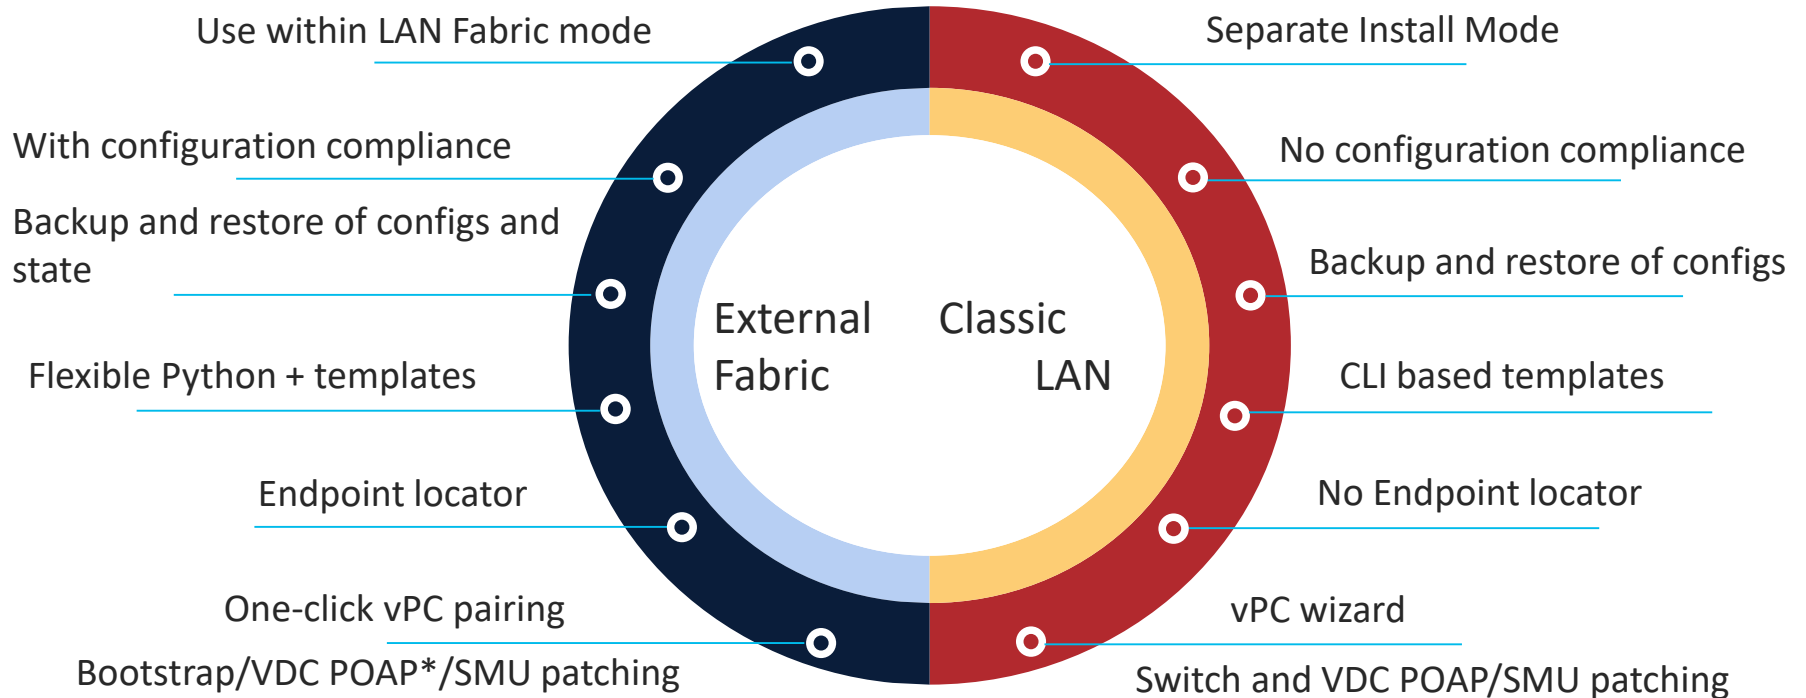 Use within LAN Fabric mode
Separate Install Mode
With configuration compliance
No configuration compliance
Backup and restore of configs and
state
Backup and restore of configs
External
Fabric
Classic
LAN
Flexible Python + templates
CLI based templates
Endpoint locator
No Endpoint locator
One-click vPC pairing
vPC wizard
Bootstrap/VDC POAP*/SMU patching
Switch and VDC POAP/SMU patching